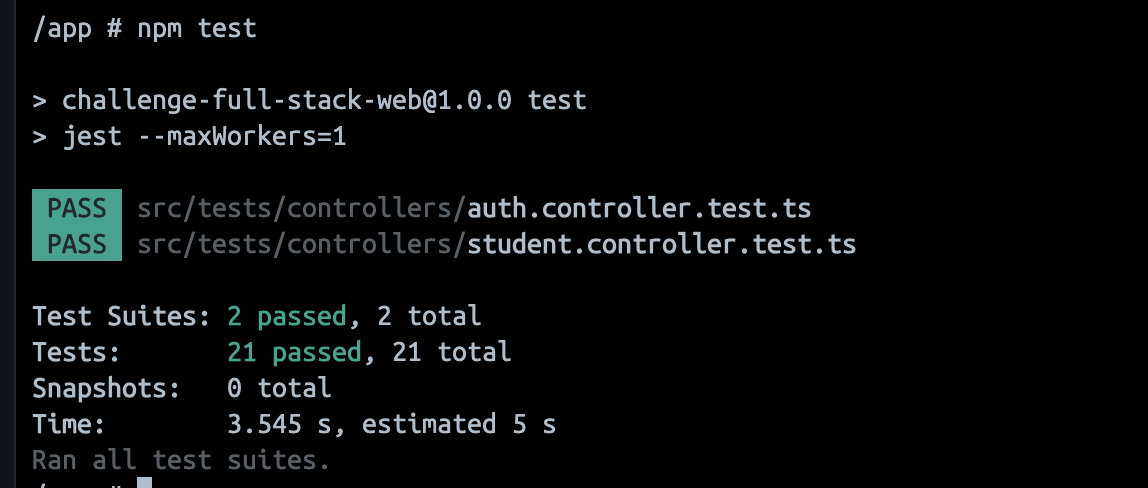 /app # npm test
> challenge-full-stack-web@1.0.0 test
> jest --maxWorkers=1
PASS src/tests/controllers/auth.controller.test.ts
PASS src/tests/controllers/student.controller.test.ts
Test Suites: 2 passed, 2 total
Tests: 21 passed, 21 total
Snapshots: 0 total
Time: 3.545 s, estimated 5 s
Ran all test suites.